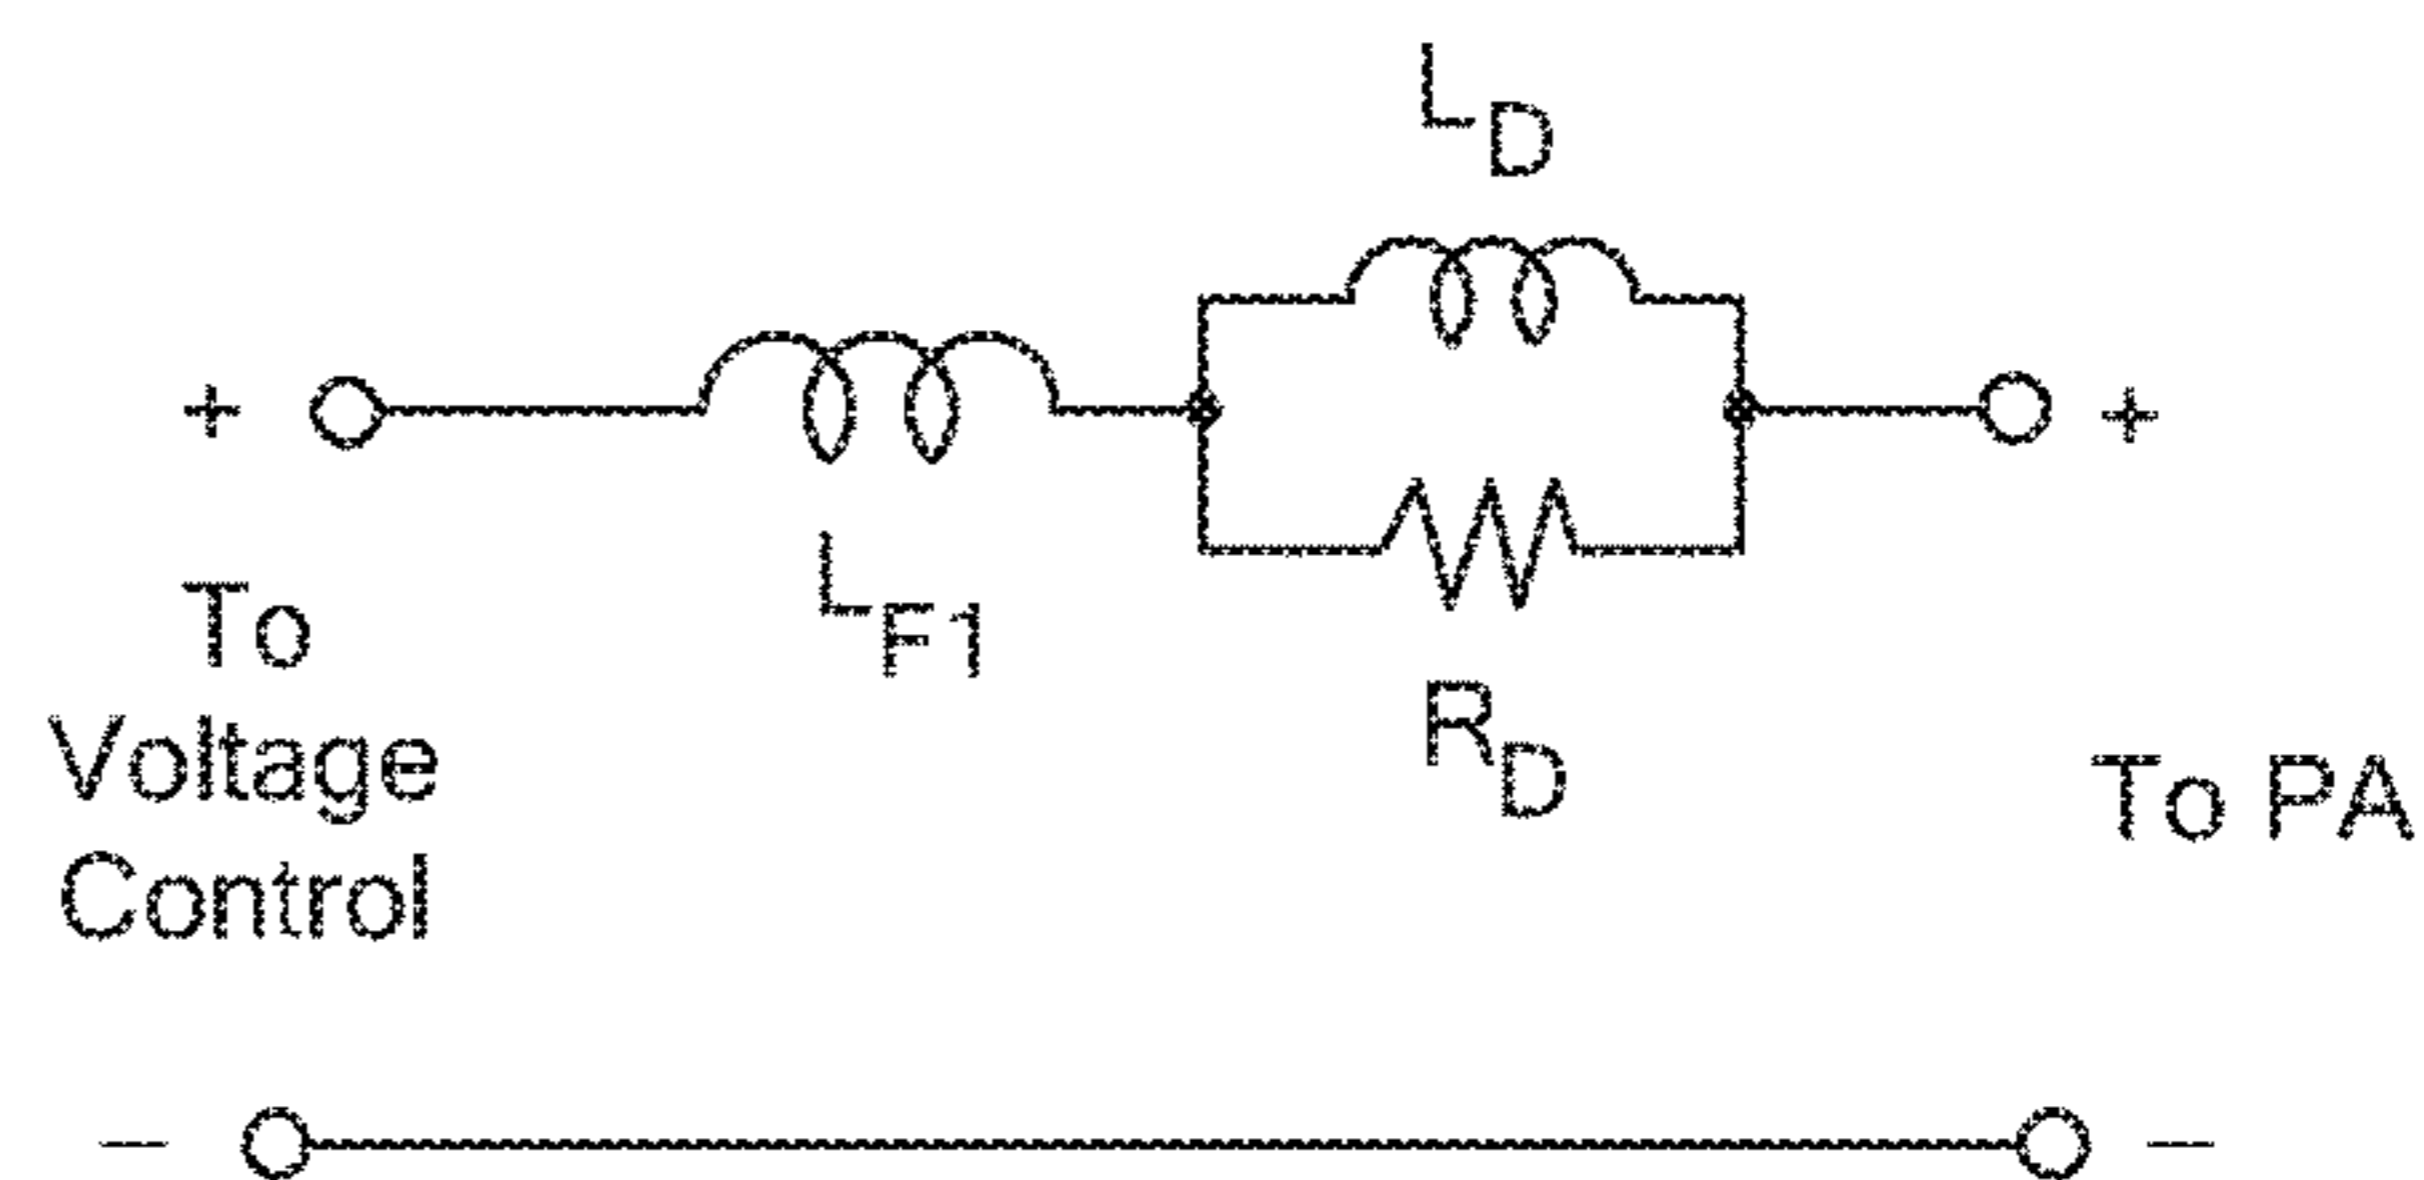 L_D
+ +
L_F1
To
Voltage
Control
R_D
To PA
— —